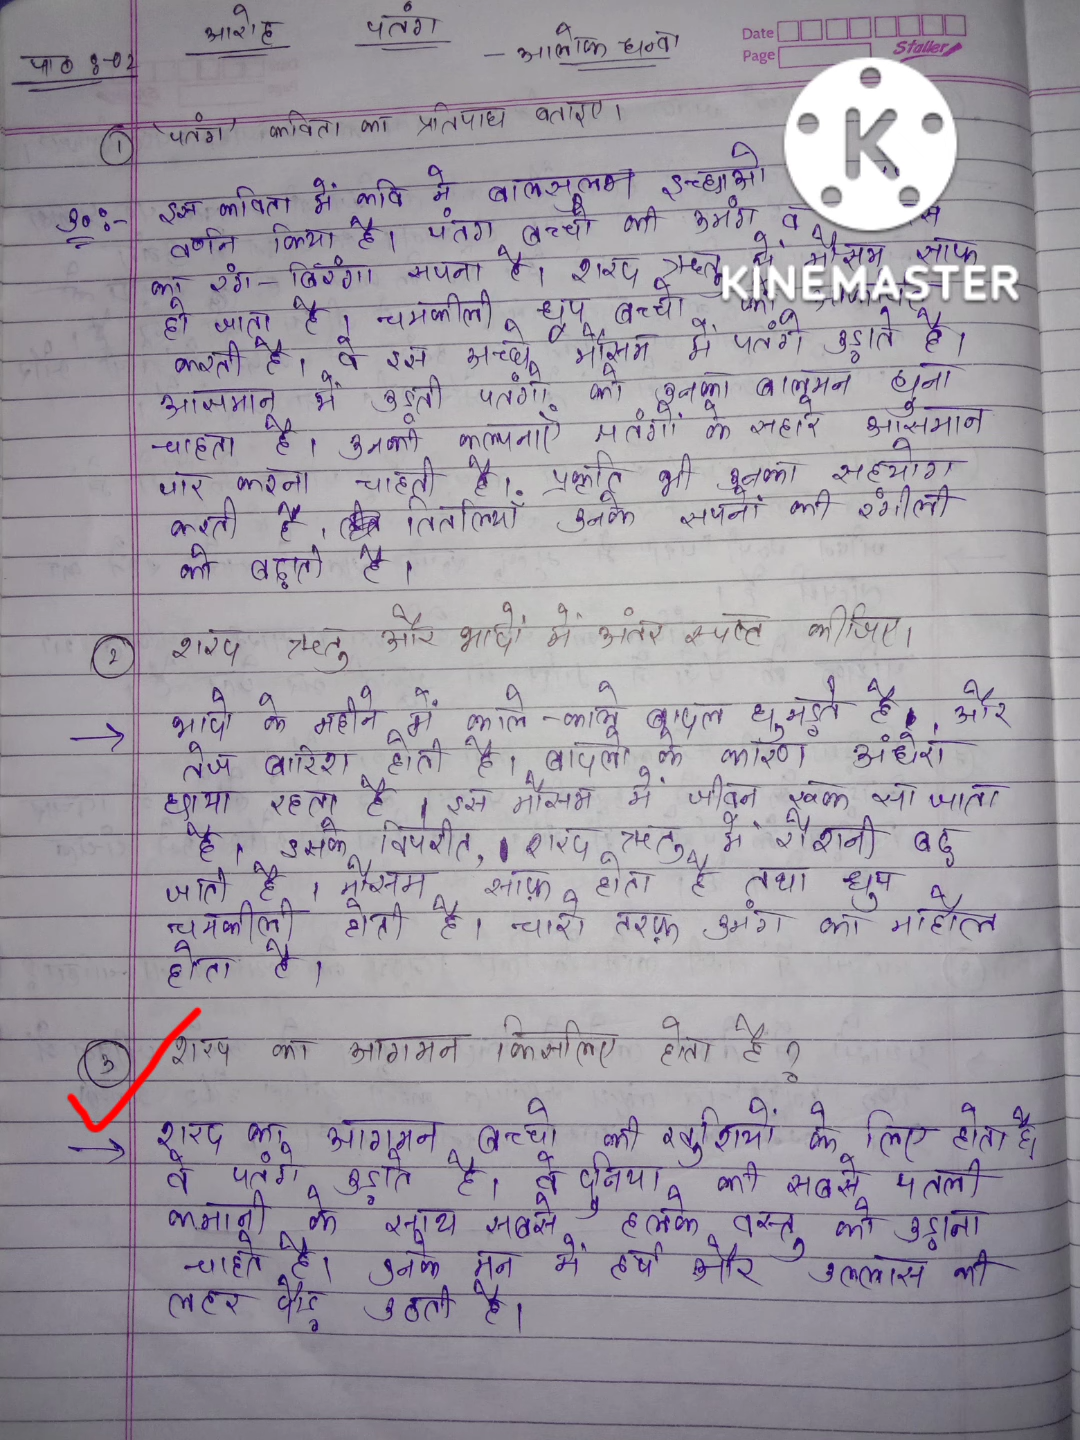 आरोह पतंग
Date
पाठ 8-02 - आलोक धन्वा
Page Staller
① 'पतंग' कविता का प्रतिपाद्य बताइए।
उ०:- इस कविता में कवि में बालसुलभ इच्छाओ
वर्णन किया है। पतंग बच्चों की उमंग व
का रंग-बिरंगा सपना है। शरद ऋतु में मौसम साफ़
KINEMASTER
हो जाता है। चमकीली धूप बच्चो को
करती है। वे इस अच्छे मौसम में पतंगे उड़ाते है।
आसमान में उड़ती पतंगो को उनका बालमन छुना
चाहता है। उनकी कल्पनाएँ पतंगों के सहारे आसमान
पार करना चाहती है। प्रकृति भी उनका सहयोग
करती है, तितलियाँ उनके सपनों की रंगीली
को बढ़ाती है।
② शरद ऋतु और भादों में अंतर स्पष्ट कीजिए।
→ भादो के महीने में काले-काले बादल घुमड़ते है, और
तेज बारिश होती है। बादलो के कारण अंधेरा
छाया रहता है, इस मौसम में जीवन रुक सा जाता
है। उसके विपरीत, शरद ऋतु में रोशनी बढ़
जाती है। मौसम साफ़ होता है तथा धुप
चमकीली होती है। चारो तरफ़ उमंग का माहौल
होता है।
③ शरद का आगमन किसलिए होता है?
→ शरद का आगमन बच्चो की खुशियों के लिए होता है।
वे पतंगे उड़ाते है। वे दुनिया की सबसे पतली
कमानी के साथ सबसे हलके वस्तु को उड़ाना
चाहते है। उनके मन में हर्ष और उल्लास की
लहर दौड़ उठती है।